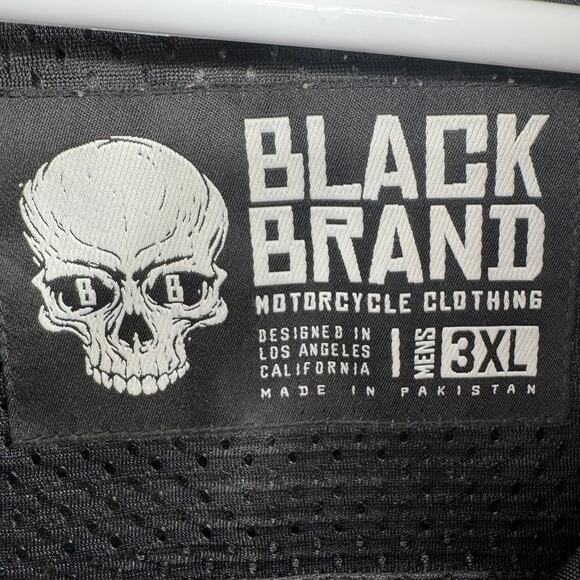 BLACK
BRAND
MOTORCYCLE CLOTHING
DESIGNED IN
LOS ANGELES
CALIFORNIA
MENS
3XL
MADE IN PAKISTAN
B B